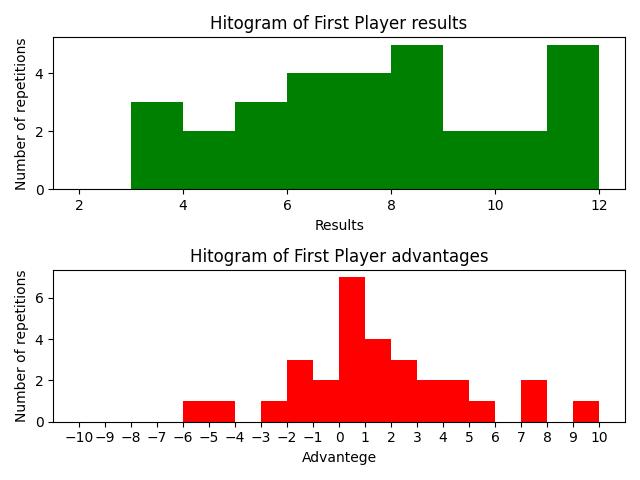 Hitogram of First Player results
Number of repetitions
4
2
0
2 4 6 8 10 12
Results
Hitogram of First Player advantages
Number of repetitions
6
4
2
0
−10 −9 −8 −7 −6 −5 −4 −3 −2 −1 0 1 2 3 4 5 6 7 8 9 10
Advantege